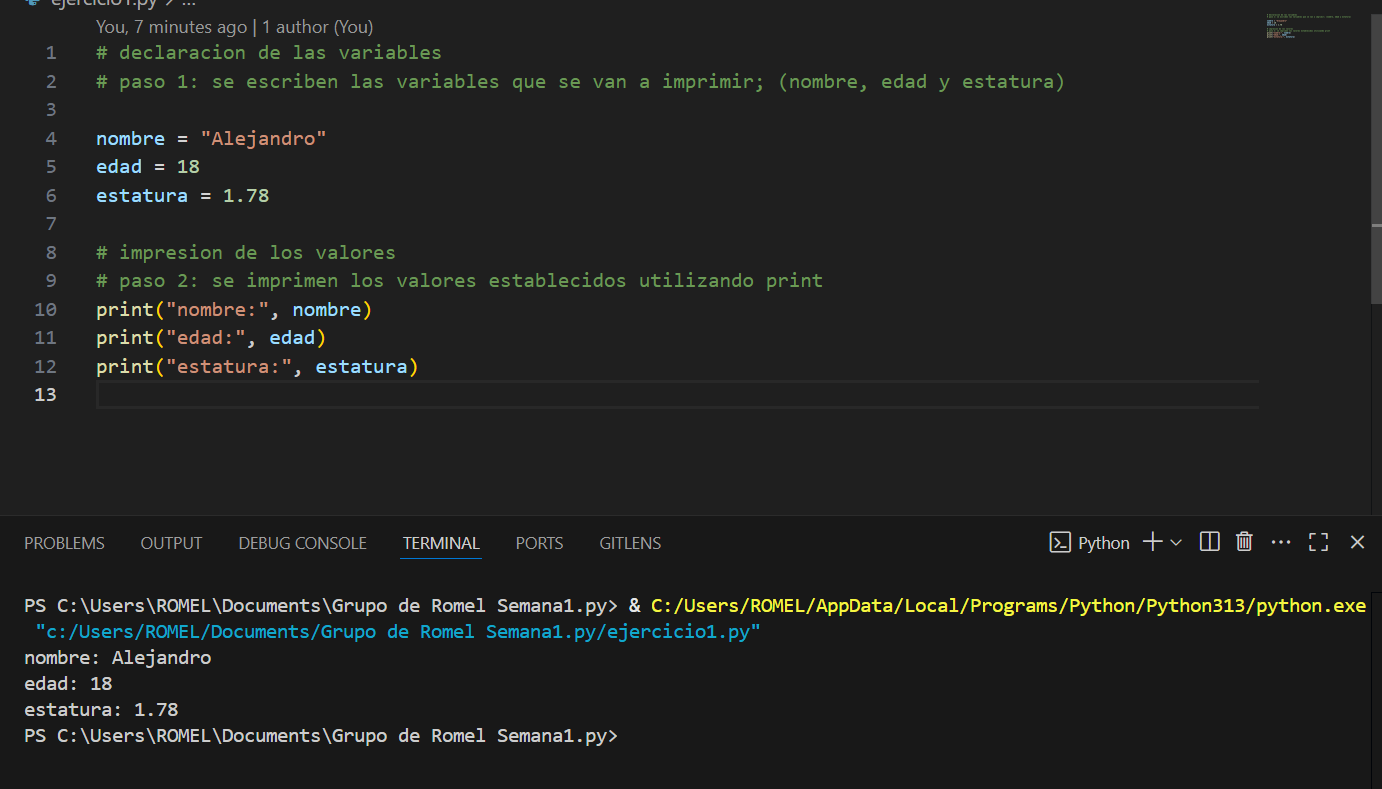 ejercicio1.py > ...
You, 7 minutes ago | 1 author (You)
1 # declaracion de las variables
2 # paso 1: se escriben las variables que se van a imprimir; (nombre, edad y estatura)
3
4 nombre = "Alejandro"
5 edad = 18
6 estatura = 1.78
7
8 # impresion de los valores
9 # paso 2: se imprimen los valores establecidos utilizando print
10 print("nombre:", nombre)
11 print("edad:", edad)
12 print("estatura:", estatura)
13
PROBLEMS OUTPUT DEBUG CONSOLE TERMINAL PORTS GITLENS Python
PS C:\Users\ROMEL\Documents\Grupo de Romel Semana1.py> & C:/Users/ROMEL/AppData/Local/Programs/Python/Python313/python.exe
"c:/Users/ROMEL/Documents/Grupo de Romel Semana1.py/ejercicio1.py"
nombre: Alejandro
edad: 18
estatura: 1.78
PS C:\Users\ROMEL\Documents\Grupo de Romel Semana1.py>